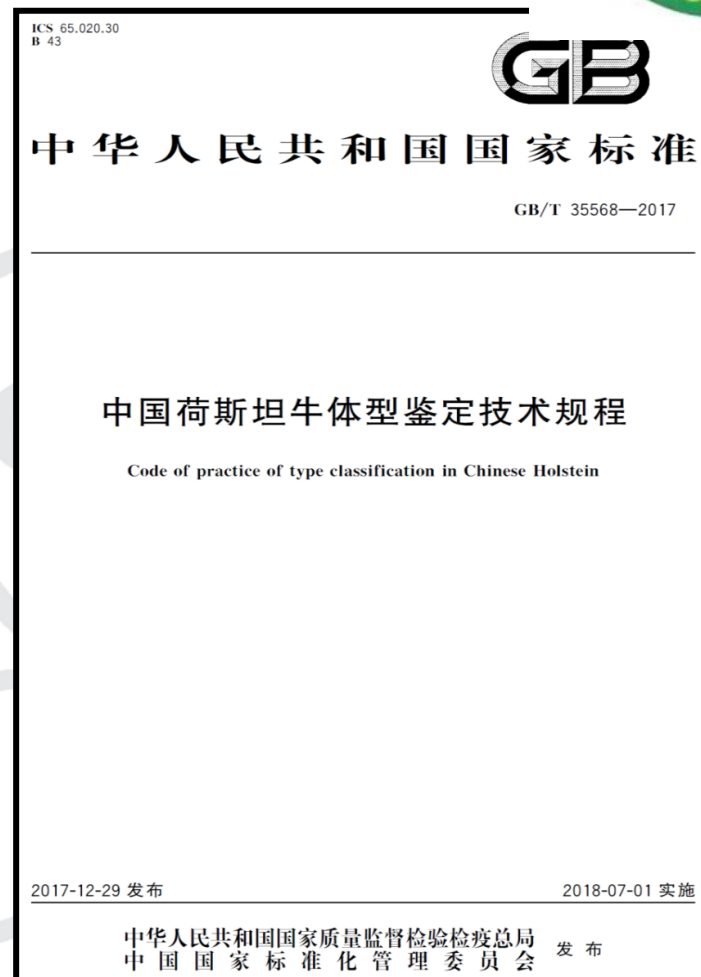 ICS 65.020.30
B 43
GB
中华人民共和国国家标准
GB/T 35568—2017
中国荷斯坦牛体型鉴定技术规程
Code of practice of type classification in Chinese Holstein
2017-12-29 发布
2018-07-01 实施
中华人民共和国国家质量监督检验检疫总局
中国国家标准化管理委员会
发布